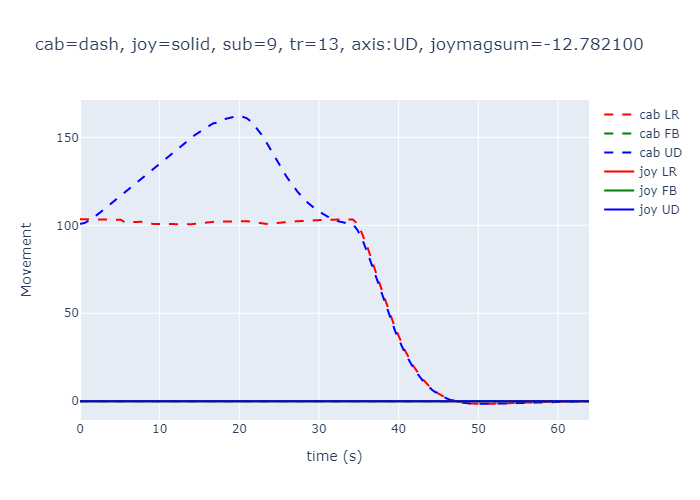 cab=dash, joy=solid, sub=9, tr=13, axis:UD, joymagsum=-12.782100
cab LR
cab FB
cab UD
joy LR
joy FB
joy UD
Movement
150
100
50
0
0 10 20 30 40 50 60
time (s)